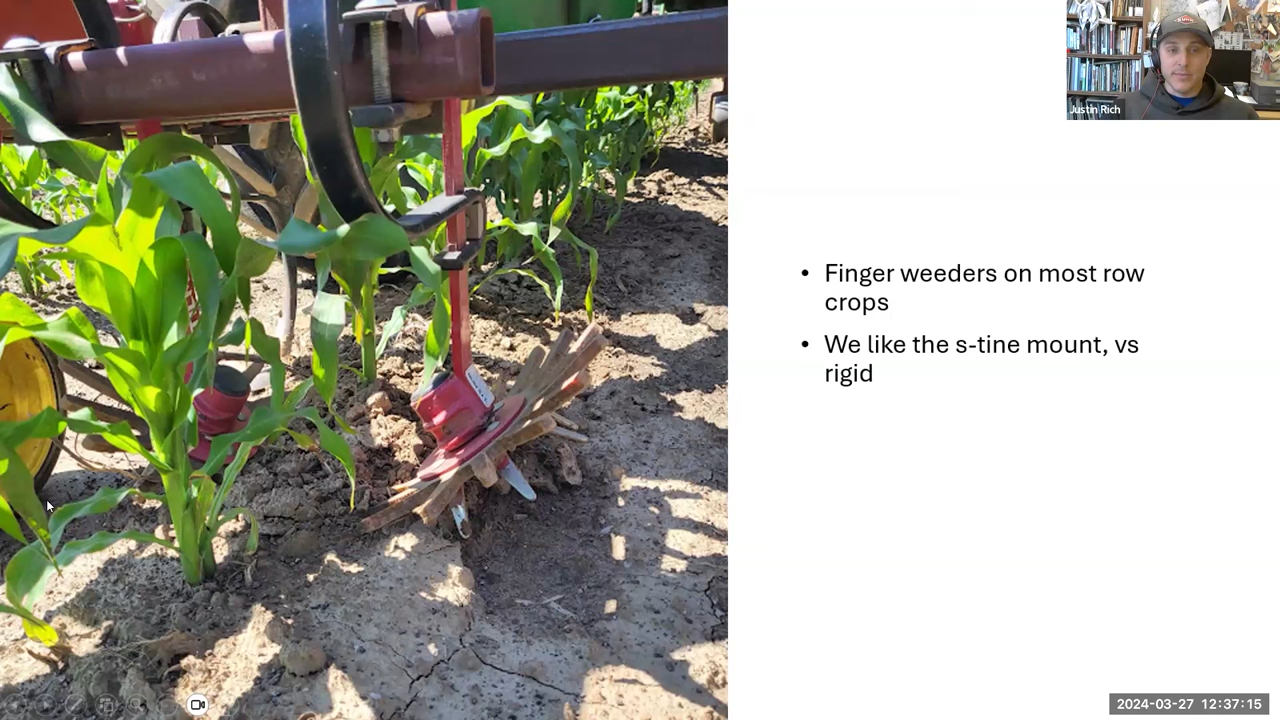 Justin Rich
• Finger weeders on most row
crops
• We like the s-tine mount, vs
rigid
2024-03-27 12:37:15